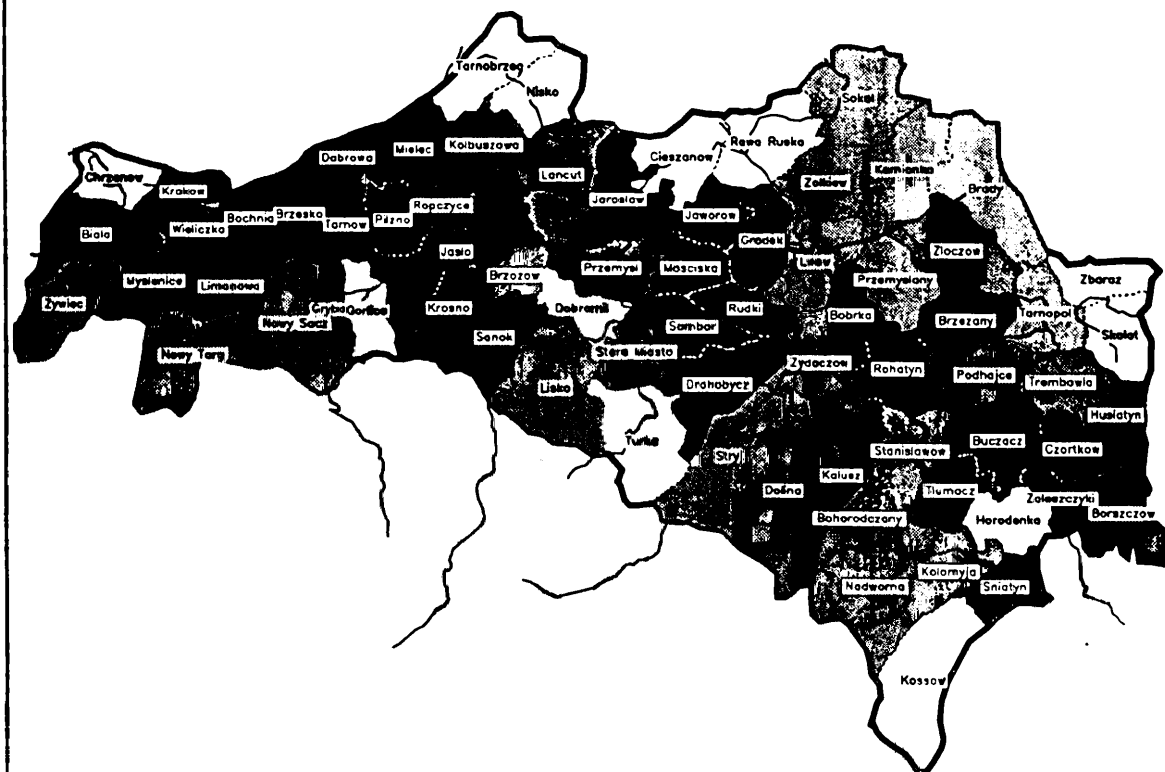 Tarnobrzeg
Nisko
Sokal
Dabrowa
Mielec
Kolbuszowa
Cieszanow
Rawa Ruska
Chrzanow
Krakow
Lancut
Zolkiew
Kamionka
Brody
Bochnia
Brzesko
Tarnow
Pilzno
Ropczyce
Jaroslaw
Jaworow
Biala
Wieliczka
Grodek
Zloczow
Jaslo
Lwow
Przemysl
Mosciska
Zbaraz
Zywiec
Myslenice
Limanowa
Brzozow
Przemyslany
Nowy Sacz
Grybow
Gorlice
Krosno
Dobromil
Rudki
Bobrka
Brzezany
Tarnopol
Skalat
Sanok
Sambor
Nowy Targ
Stare Miasto
Zydaczow
Rohatyn
Podhajce
Trembowla
Lisko
Drohobycz
Husiatyn
Turka
Stryj
Stanislawow
Buczacz
Czortkow
Dolina
Kalusz
Tlumacz
Zaleszczyki
Borszczow
Bohorodczany
Horodenka
Nadworna
Kolomyja
Sniatyn
Kossow